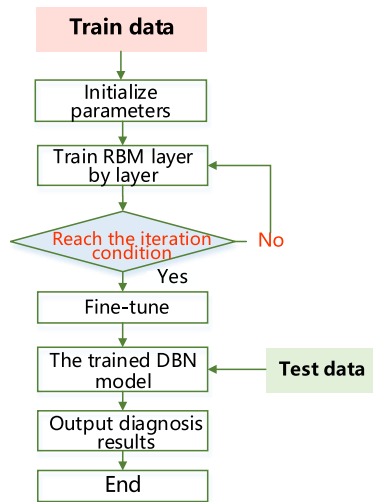 Train data
Initialize
parameters
Train RBM layer
by layer
Reach the iteration
condition
No
Yes
Fine-tune
The trained DBN
model
Test data
Output diagnosis
results
End